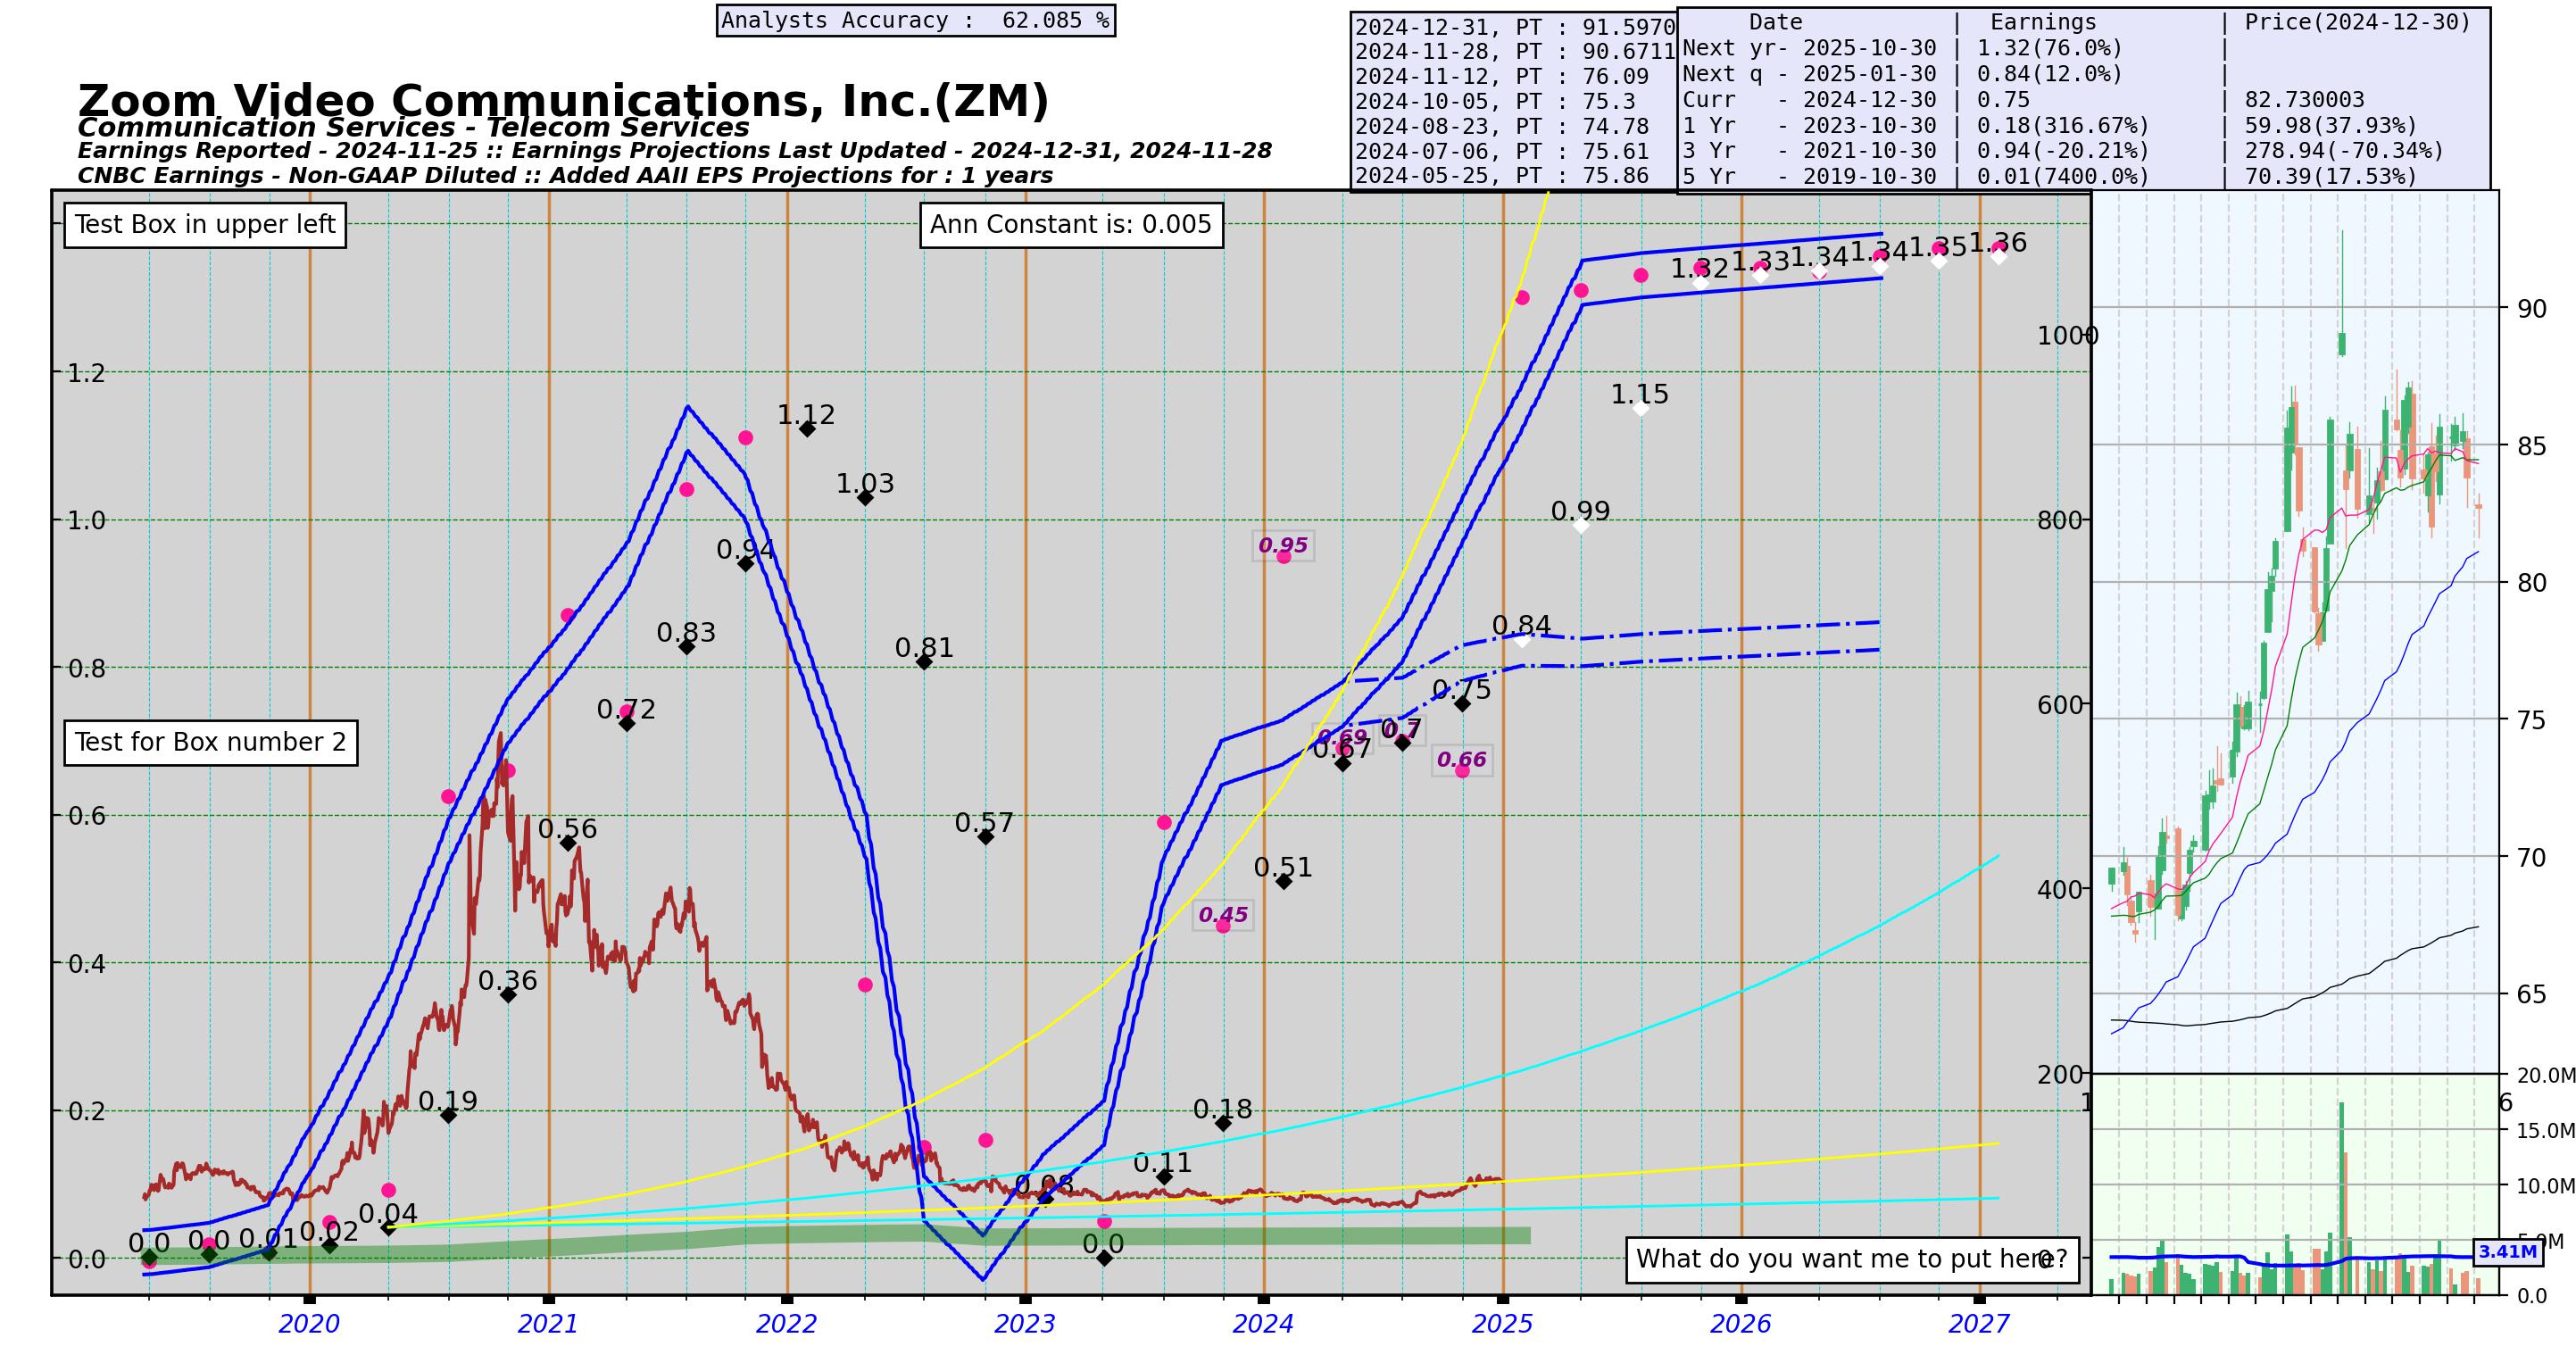 Analysts Accuracy :  62.085 %
2024-12-31, PT : 91.5970
2024-11-28, PT : 90.6711
2024-11-12, PT : 76.09
2024-10-05, PT : 75.3
2024-08-23, PT : 74.78
2024-07-06, PT : 75.61
2024-05-25, PT : 75.86
Date | Earnings | Price(2024-12-30)
Next yr- 2025-10-30 | 1.32(76.0%) |
Next q - 2025-01-30 | 0.84(12.0%) |
Curr - 2024-12-30 | 0.75 | 82.730003
1 Yr - 2023-10-30 | 0.18(316.67%) | 59.98(37.93%)
3 Yr - 2021-10-30 | 0.94(-20.21%) | 278.94(-70.34%)
5 Yr - 2019-10-30 | 0.01(7400.0%) | 70.39(17.53%)
Zoom Video Communications, Inc.(ZM)
Communication Services - Telecom Services
Earnings Reported - 2024-11-25 :: Earnings Projections Last Updated - 2024-12-31, 2024-11-28
CNBC Earnings - Non-GAAP Diluted :: Added AAII EPS Projections for : 1 years
Test Box in upper left
Ann Constant is: 0.005
1.32 1.33 1.34 1.34 1.35 1.36
1.15
0.99
0.84
1.12
1.03
0.94
0.83
0.81
0.72
0.95
0.75
0.69
0.7
0.7
0.67
0.66
Test for Box number 2
0.57
0.56
0.51
0.45
0.36
0.19
0.18
0.11
0.08
0.04
0.0 0.0 0.01 0.02
0.0
What do you want me to put here?
1.2
1.0
0.8
0.6
0.4
0.2
0.0
1000
800
600
400
200
0
90
85
80
75
70
65
20.0M
15.0M
10.0M
5.0M
3.41M
0.0
2020 2021 2022 2023 2024 2025 2026 2027